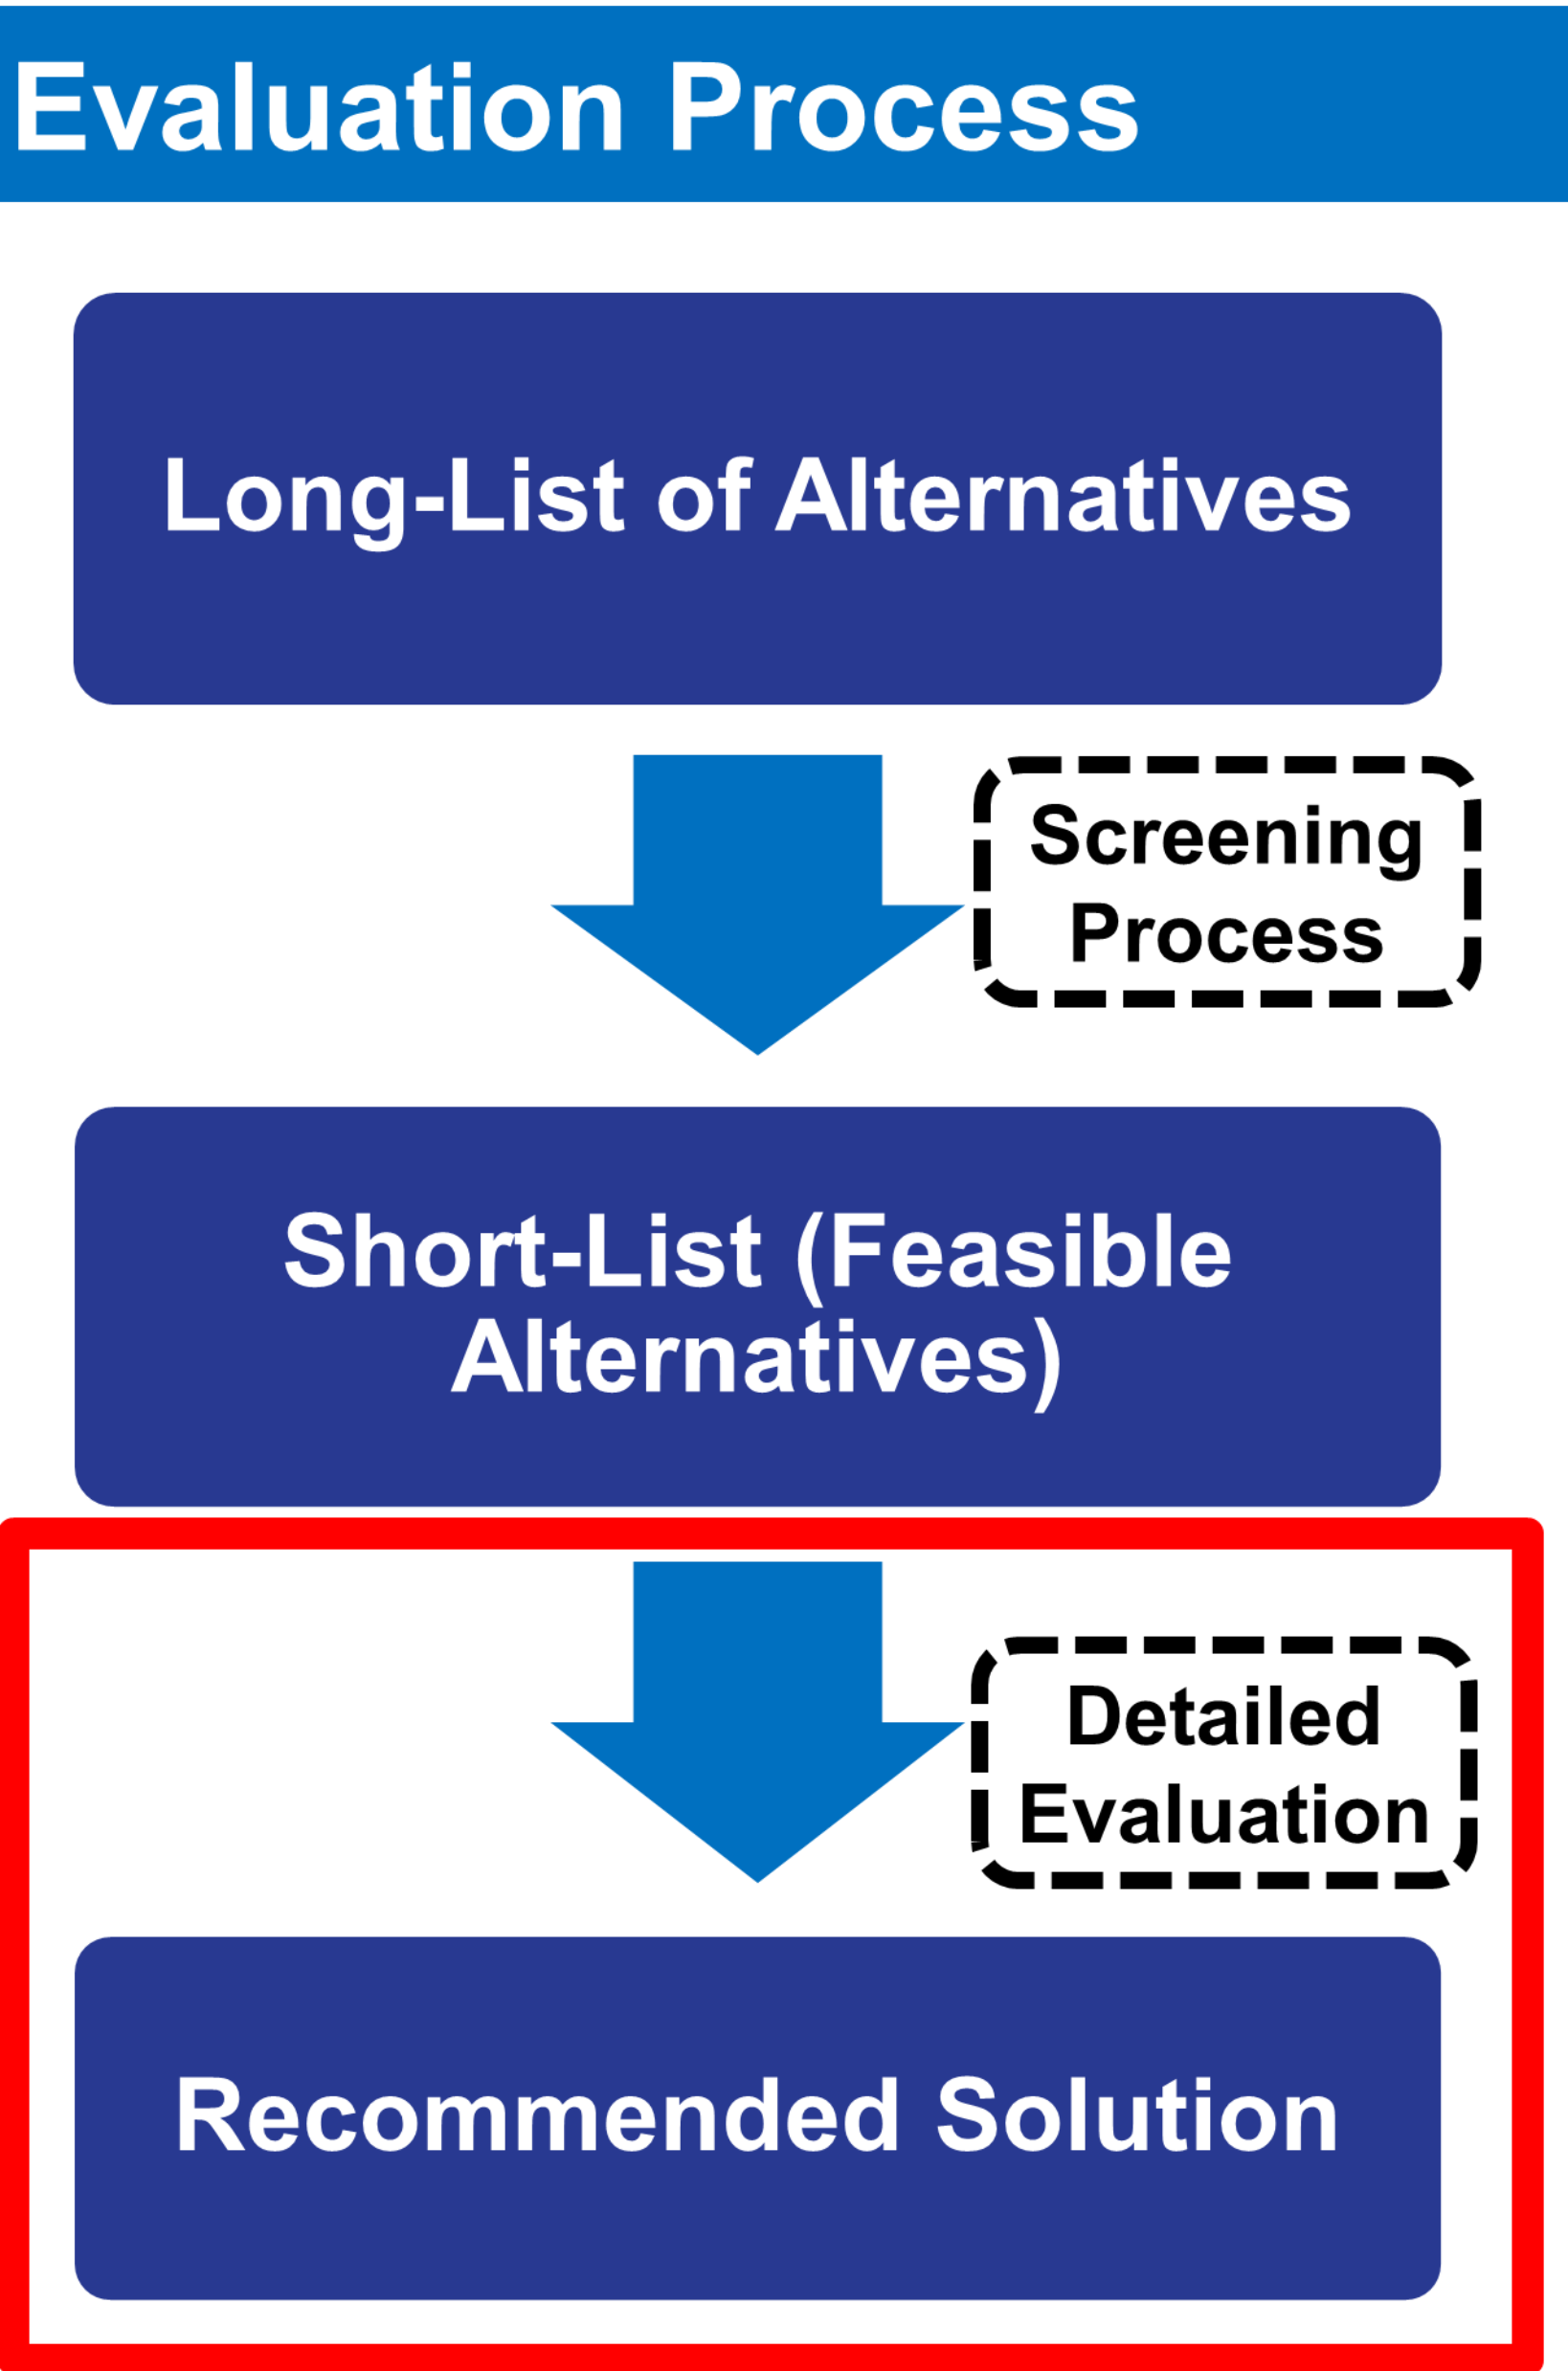 Evaluation Process
Long-List of Alternatives
Screening
Process
Short-List (Feasible
Alternatives)
Detailed
Evaluation
Recommended Solution